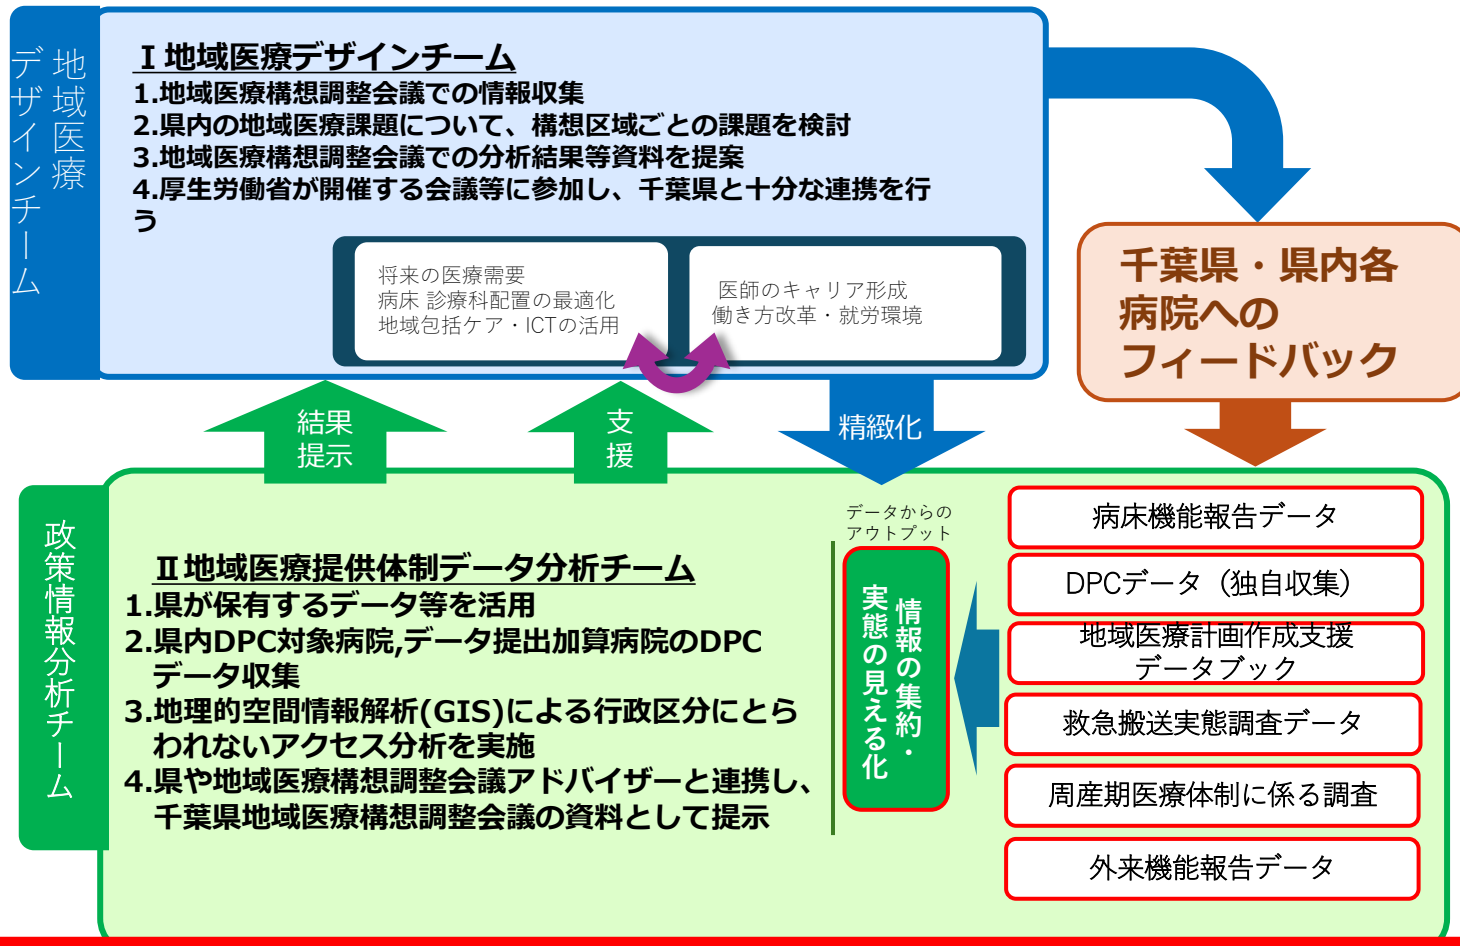 地域医療
デザインチーム
Ⅰ地域医療デザインチーム
1.地域医療構想調整会議での情報収集
2.県内の地域医療課題について、構想区域ごとの課題を検討
3.地域医療構想調整会議での分析結果等資料を提案
4.厚生労働省が開催する会議等に参加し、千葉県と十分な連携を行
う
将来の医療需要
病床 診療科配置の最適化
地域包括ケア・ICTの活用
医師のキャリア形成
働き方改革・就労環境
千葉県・県内各
病院への
フィードバック
結果
提示
支
援
精緻化
政策情報分析チーム
Ⅱ地域医療提供体制データ分析チーム
1.県が保有するデータ等を活用
2.県内DPC対象病院,データ提出加算病院のDPC
データ収集
3.地理的空間情報解析(GIS)による行政区分にとら
われないアクセス分析を実施
4.県や地域医療構想調整会議アドバイザーと連携し、
千葉県地域医療構想調整会議の資料として提示
データからの
アウトプット
情報の集約・
実態の見える化
病床機能報告データ
DPCデータ（独自収集）
地域医療計画作成支援
データブック
救急搬送実態調査データ
周産期医療体制に係る調査
外来機能報告データ